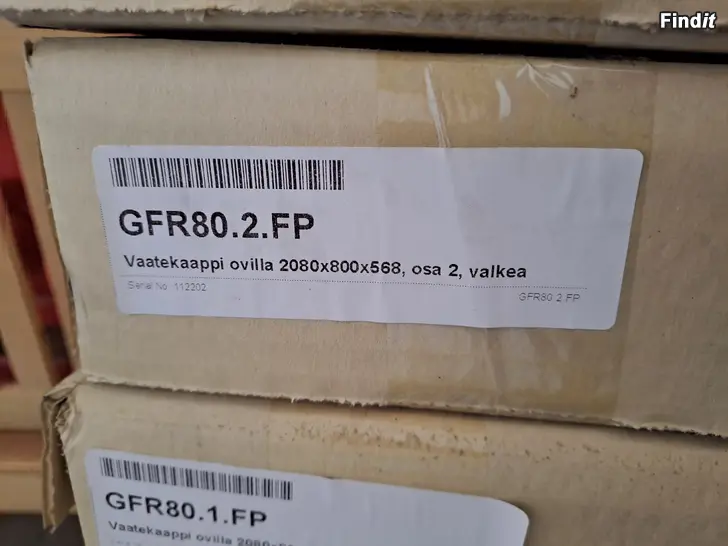 Findit
GFR80.2.FP
Vaatekaappi ovilla 2080x800x568, osa 2, valkea
Serial No: 112202
GFR80.2.FP
GFR80.1.FP
Vaatekaappi ovilla